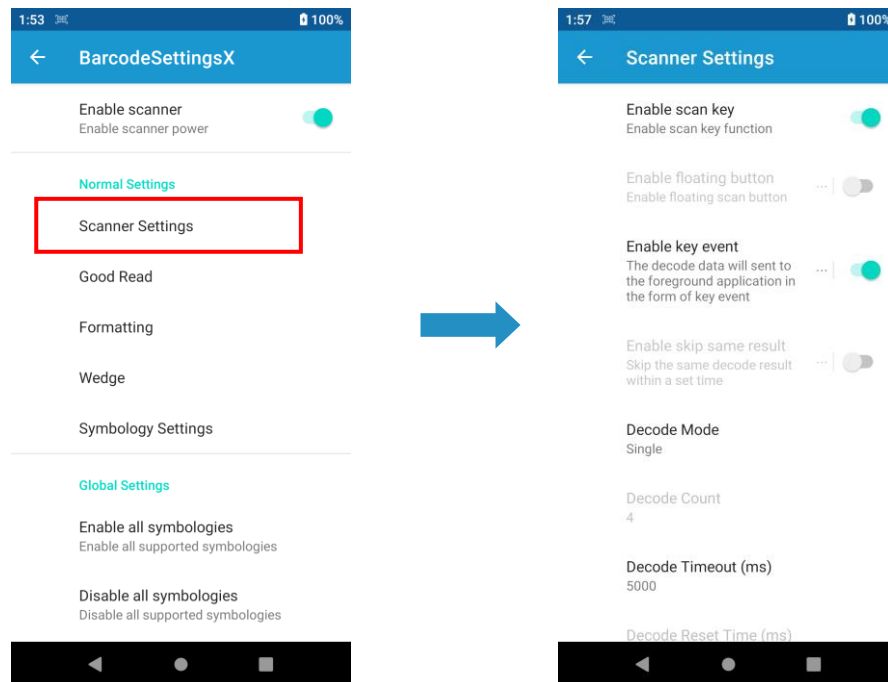 1:53 100%
BarcodeSettingsX
Enable scanner
Enable scanner power
Normal Settings
Scanner Settings
Good Read
Formatting
Wedge
Symbology Settings
Global Settings
Enable all symbologies
Enable all supported symbologies
Disable all symbologies
Disable all supported symbologies
1:57 100%
Scanner Settings
Enable scan key
Enable scan key function
Enable floating button
Enable floating scan button
Enable key event
The decode data will sent to
the foreground application in
the form of key event
Enable skip same result
Skip the same decode result
within a set time
Decode Mode
Single
Decode Count
4
Decode Timeout (ms)
5000
Decode Reset Time (ms)